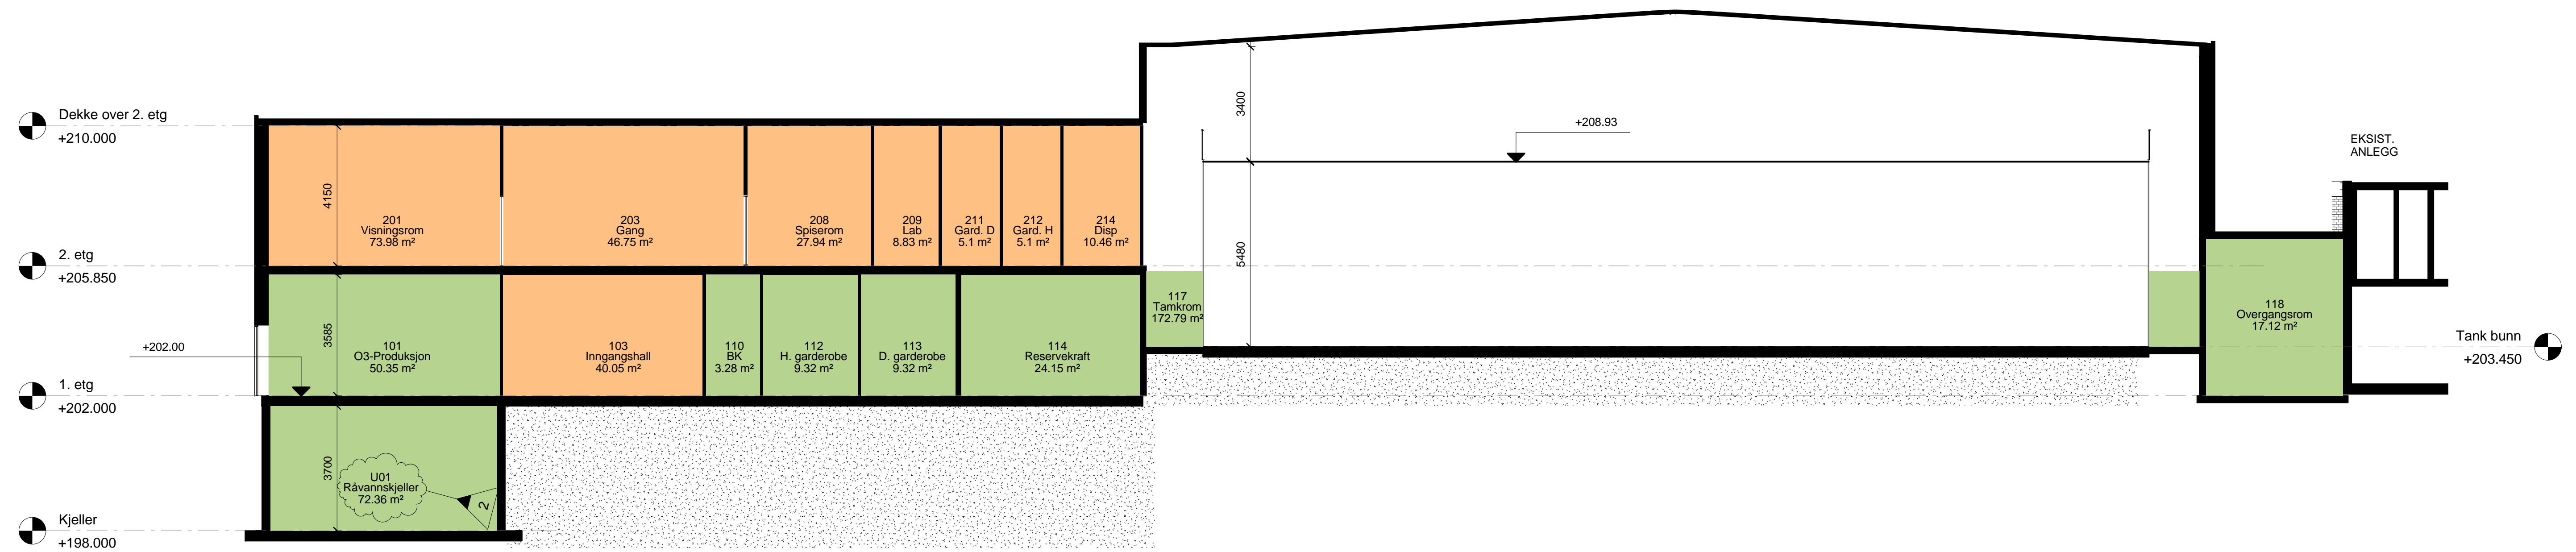 Dekke over 2. etg
+210.000
2. etg
+205.850
+202.00
1. etg
+202.000
Kjeller
+198.000
4150
3585
3700
201
Visningsrom
73.98 m²
203
Gang
46.75 m²
208
Spiserom
27.94 m²
209
Lab
8.83 m²
211
Gard. D
5.1 m²
212
Gard. H
5.1 m²
214
Disp
10.46 m²
101
O3-Produksjon
50.35 m²
103
Inngangshall
40.05 m²
110
BK
3.28 m²
112
H. garderobe
9.32 m²
113
D. garderobe
9.32 m²
114
Reservekraft
24.15 m²
U01
Råvannskjeller
72.36 m²
2
117
Tamkrom
172.79 m²
3400
5480
+208.93
118
Overgangsrom
17.12 m²
EKSIST.
ANLEGG
Tank bunn
+203.450